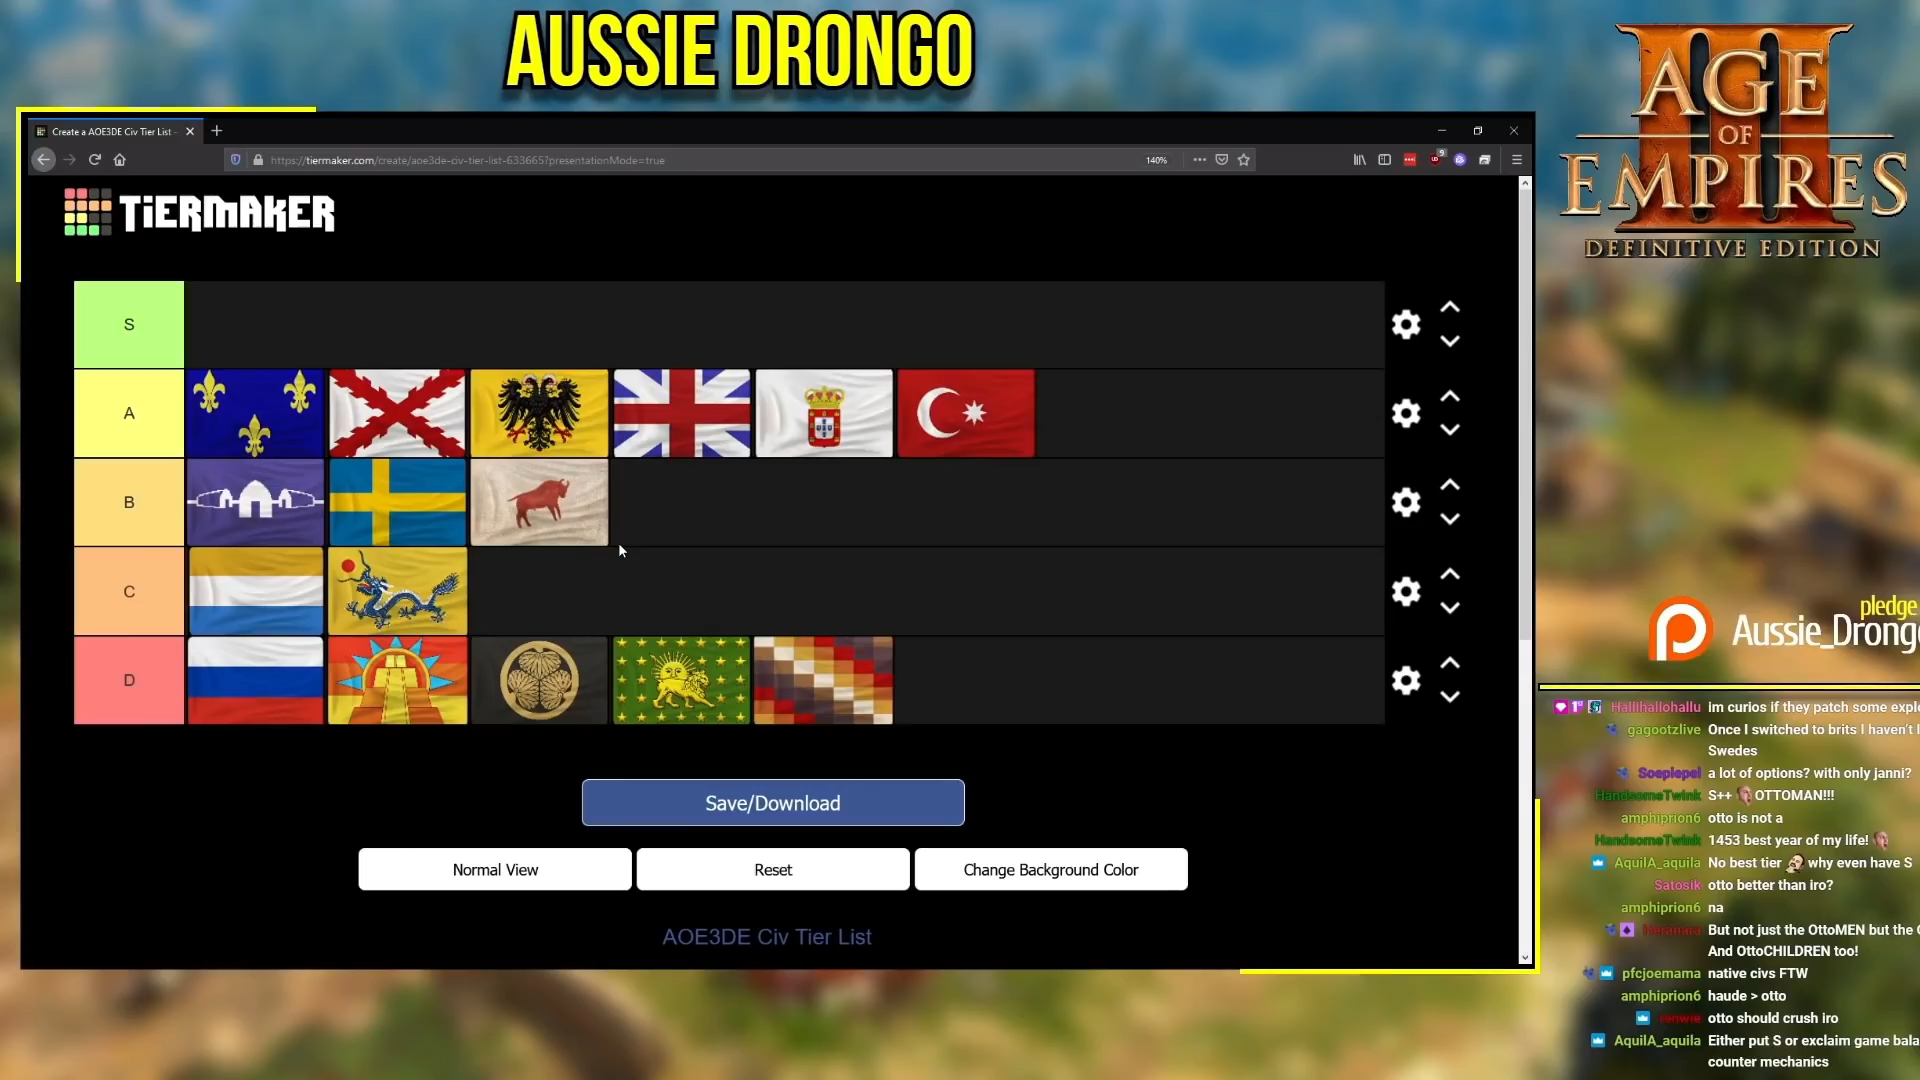 AUSSIE DRONGO
AGE
OF
EMPIRES
III
DEFINITIVE EDITION
Create a AOE3DE Civ Tier List -
https://tiermaker.com/create/aoe3de-civ-tier-list-633665?presentationMode=true
140%
9
TiERMAKER
S
A
B
C
D
Save/Download
Normal View
Reset
Change Background Color
AOE3DE Civ Tier List
pledge
Aussie_Drongo
Halllhallohallu im curios if they patch some explo
gagootzlive Once I switched to brits I haven't l
Swedes
Soepiepel a lot of options? with only janni?
HandsomeTwink S++ OTTOMAN!!!
amphiprion6 otto is not a
HandsomeTwink 1453 best year of my life!
AquilA_aquila No best tier why even have S
Satosik otto better than iro?
amphiprion6 na
But not just the OttoMEN but the O
And OttoCHILDREN too!
pfcjoemama native civs FTW
amphiprion6 haude > otto
otto should crush iro
AquilA_aquila Either put S or exclaim game bala
counter mechanics